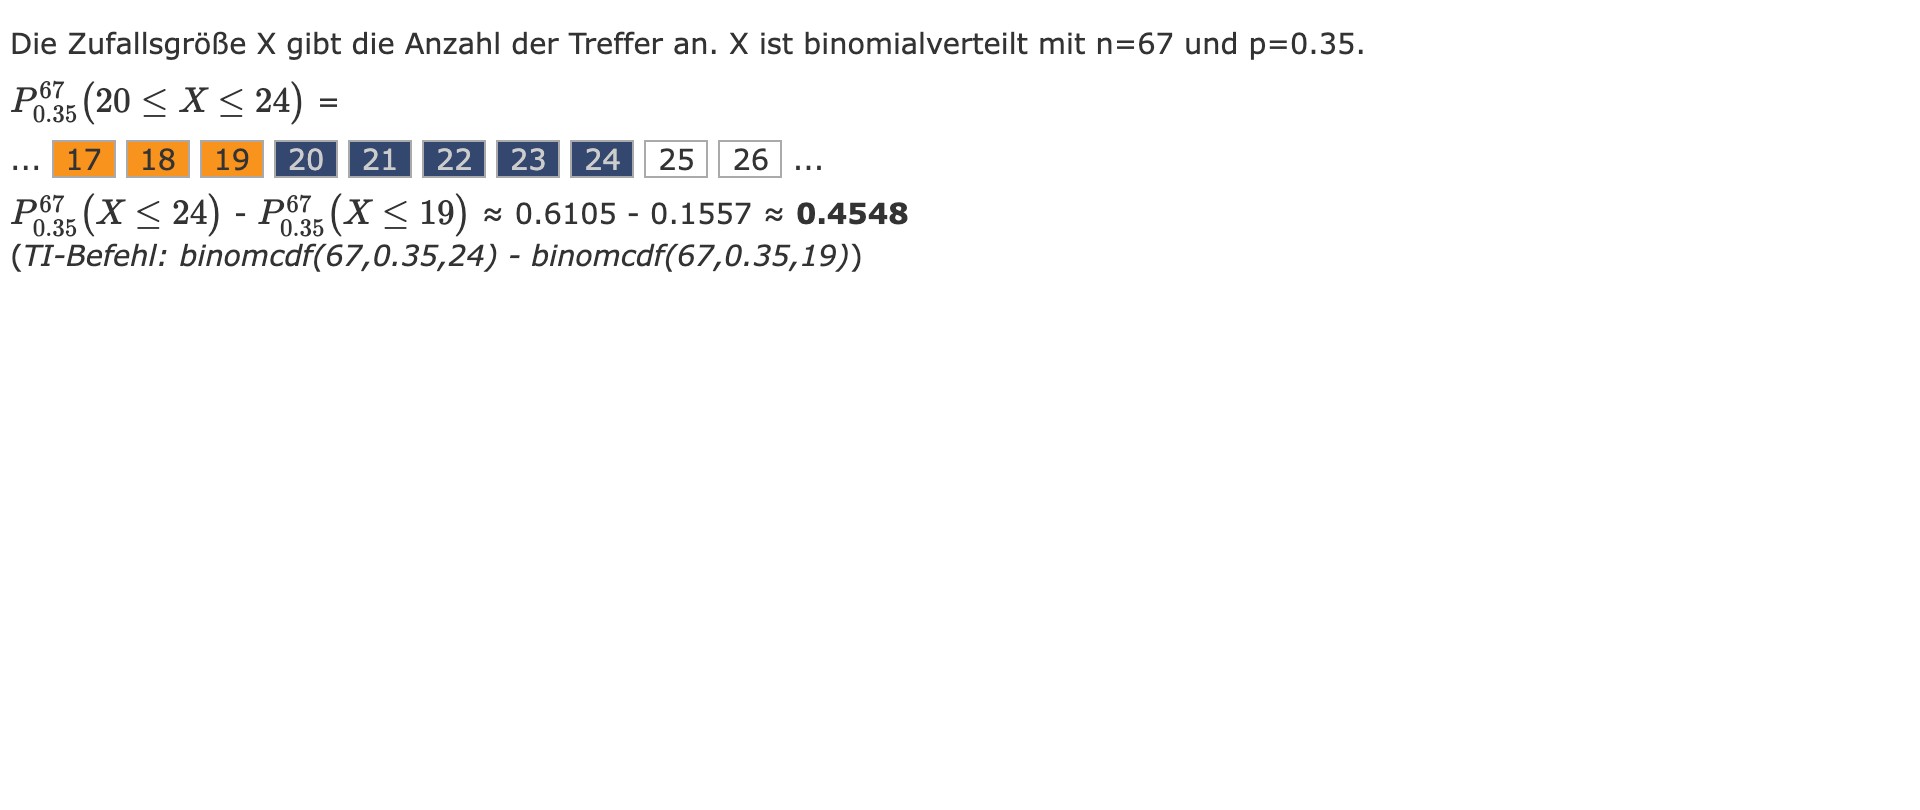 Die Zufallsgröße X gibt die Anzahl der Treffer an. X ist binomialverteilt mit n=67 und p=0.35.
$P_{0.35}^{67}(20 \leq X \leq 24)$ =
... 17 18 19 20 21 22 23 24 25 26 ...
$P_{0.35}^{67}(X \leq 24)$ - $P_{0.35}^{67}(X \leq 19)$ ≈ 0.6105 - 0.1557 ≈ 0.4548
(TI-Befehl: binomcdf(67,0.35,24) - binomcdf(67,0.35,19))